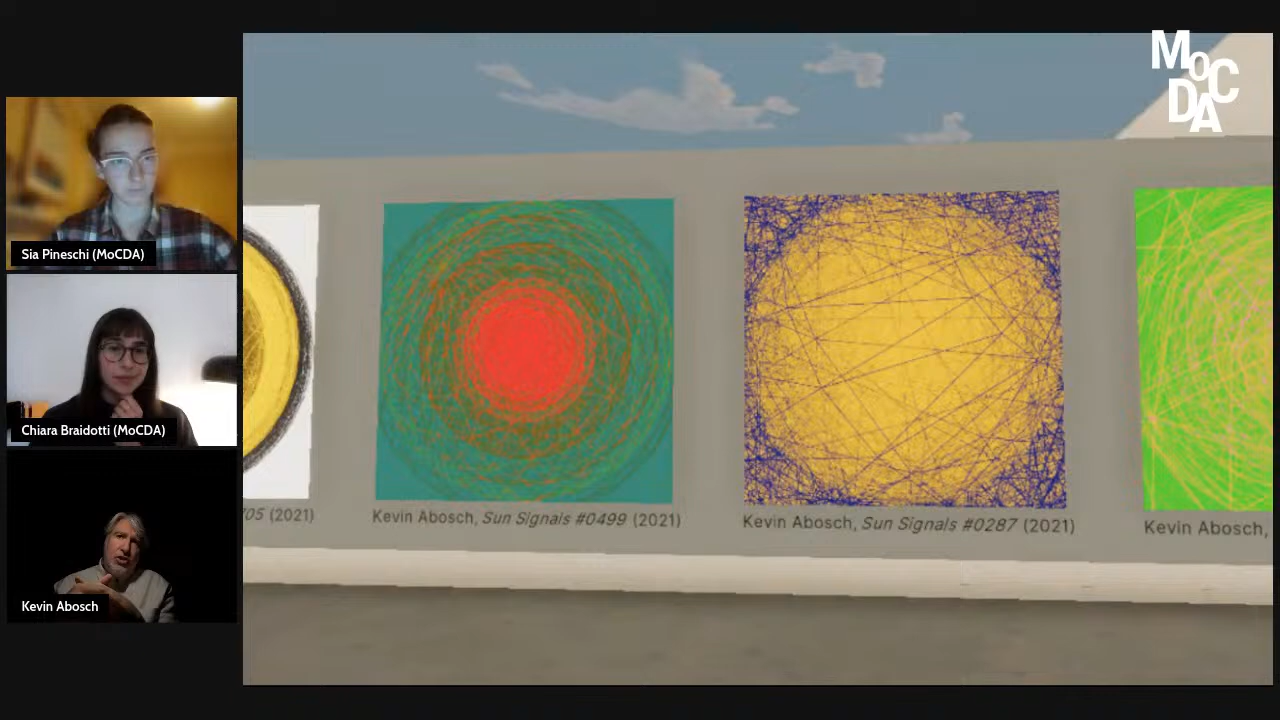 MoCDA
Sia Pineschi (MoCDA)
Chiara Braidotti (MoCDA)
Kevin Abosch
05 (2021)
Kevin Abosch, Sun Signals #0499 (2021)
Kevin Abosch, Sun Signals #0287 (2021)
Kevin Abosch,